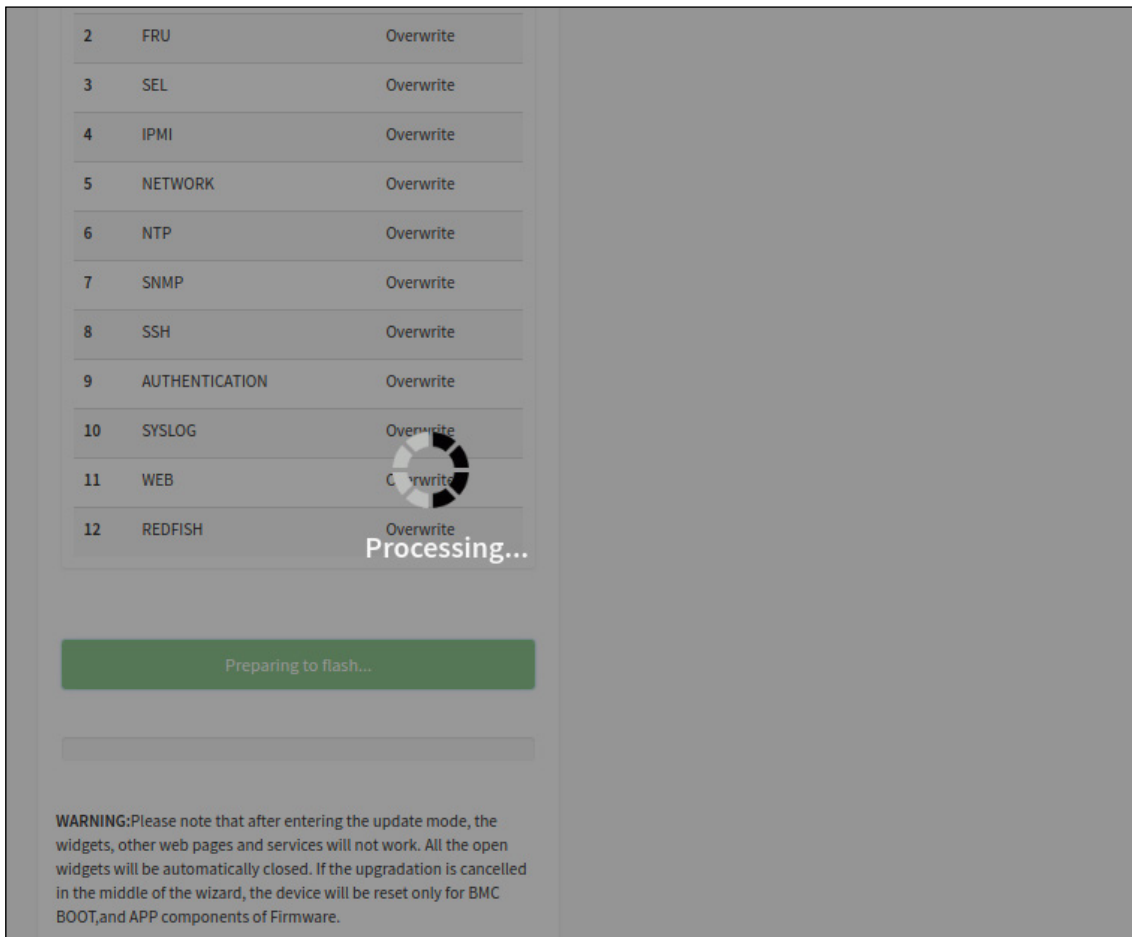 2 FRU Overwrite
3 SEL Overwrite
4 IPMI Overwrite
5 NETWORK Overwrite
6 NTP Overwrite
7 SNMP Overwrite
8 SSH Overwrite
9 AUTHENTICATION Overwrite
10 SYSLOG Overwrite
11 WEB Overwrite
12 REDFISH Overwrite
Processing...
Preparing to flash...
WARNING:Please note that after entering the update mode, the
widgets, other web pages and services will not work. All the open
widgets will be automatically closed. If the upgradation is cancelled
in the middle of the wizard, the device will be reset only for BMC
BOOT,and APP components of Firmware.